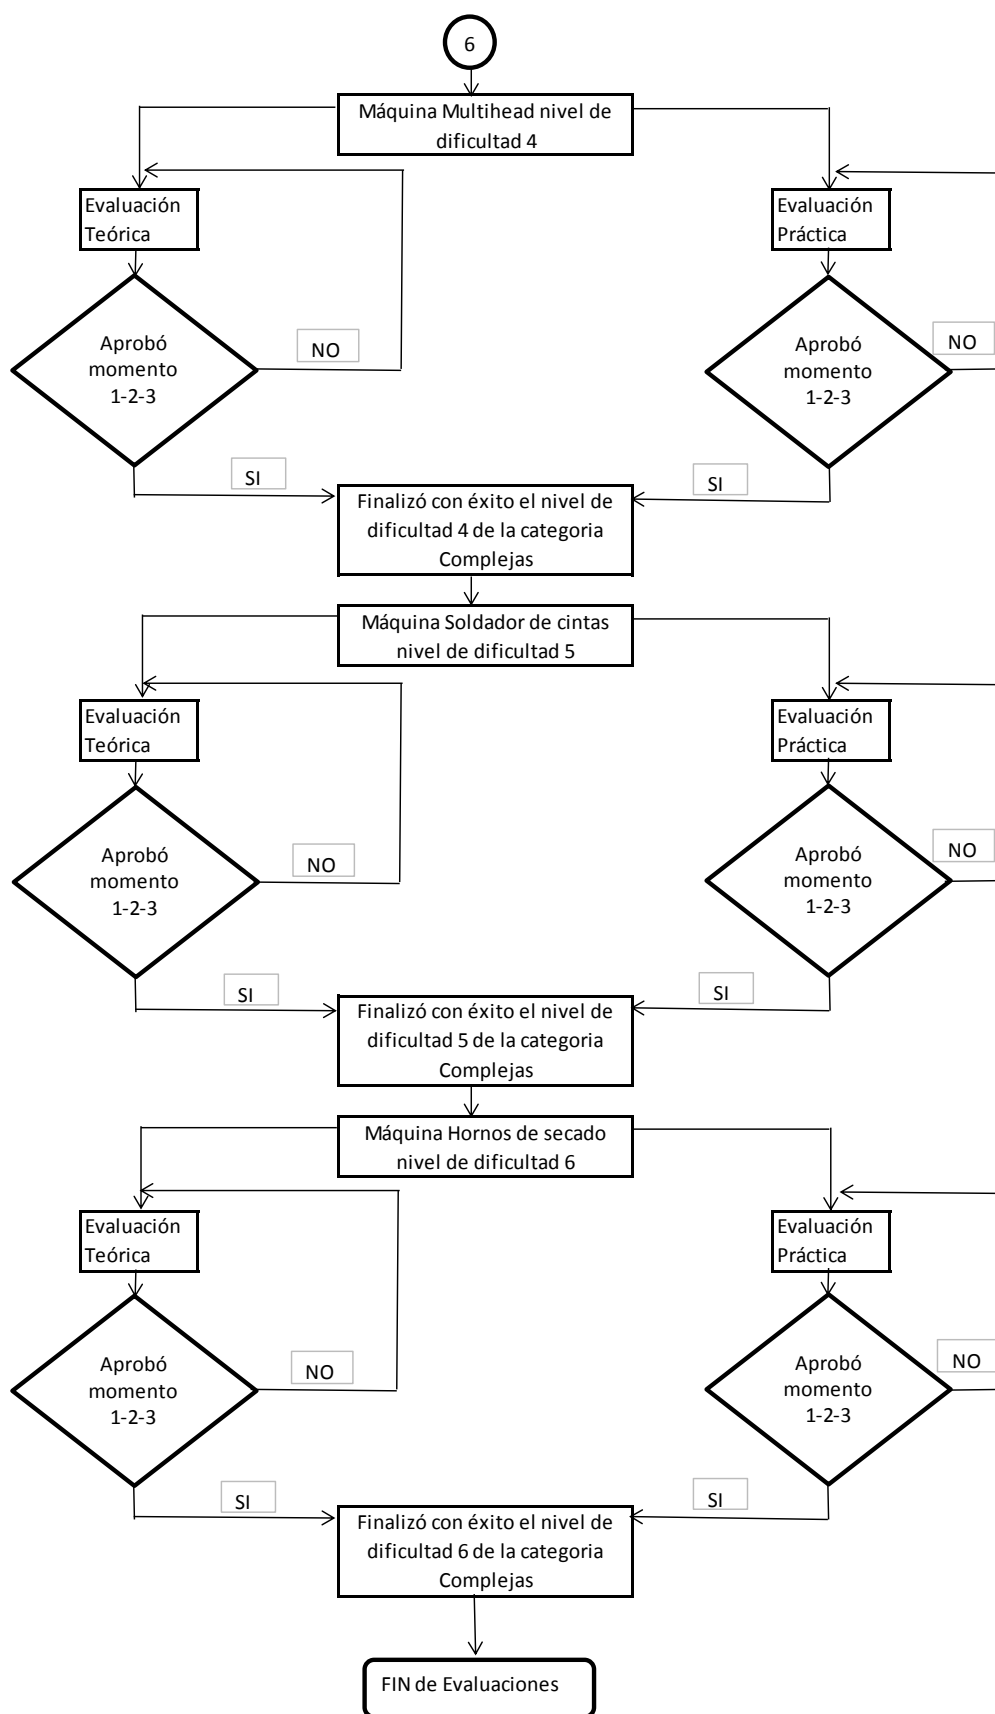 6
Máquina Multihead nivel de
dificultad 4
Evaluación
Teórica
Evaluación
Práctica
Aprobó
momento
1-2-3
NO
Aprobó
momento
1-2-3
NO
SI
SI
Finalizó con éxito el nivel de
dificultad 4 de la categoria
Complejas
Máquina Soldador de cintas
nivel de dificultad 5
Evaluación
Teórica
Evaluación
Práctica
Aprobó
momento
1-2-3
NO
Aprobó
momento
1-2-3
NO
SI
SI
Finalizó con éxito el nivel de
dificultad 5 de la categoria
Complejas
Máquina Hornos de secado
nivel de dificultad 6
Evaluación
Teórica
Evaluación
Práctica
Aprobó
momento
1-2-3
NO
Aprobó
momento
1-2-3
NO
SI
SI
Finalizó con éxito el nivel de
dificultad 6 de la categoria
Complejas
FIN de Evaluaciones